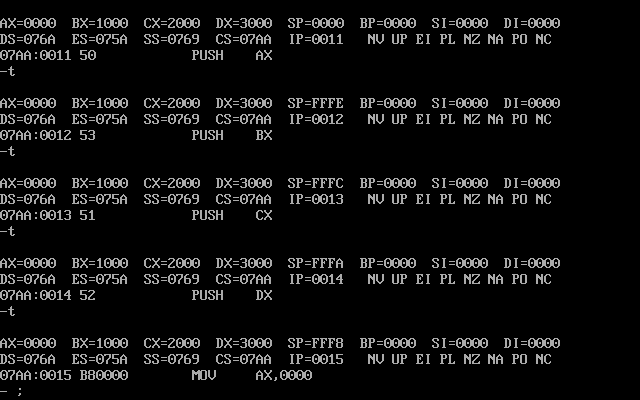 AX=0000  BX=1000  CX=2000  DX=3000  SP=0000  BP=0000  SI=0000  DI=0000
DS=076A  ES=075A  SS=0769  CS=07AA  IP=0011   NV UP EI PL NZ NA PO NC
07AA:0011 50            PUSH    AX
-t
AX=0000  BX=1000  CX=2000  DX=3000  SP=FFFE  BP=0000  SI=0000  DI=0000
DS=076A  ES=075A  SS=0769  CS=07AA  IP=0012   NV UP EI PL NZ NA PO NC
07AA:0012 53            PUSH    BX
-t
AX=0000  BX=1000  CX=2000  DX=3000  SP=FFFC  BP=0000  SI=0000  DI=0000
DS=076A  ES=075A  SS=0769  CS=07AA  IP=0013   NV UP EI PL NZ NA PO NC
07AA:0013 51            PUSH    CX
-t
AX=0000  BX=1000  CX=2000  DX=3000  SP=FFFA  BP=0000  SI=0000  DI=0000
DS=076A  ES=075A  SS=0769  CS=07AA  IP=0014   NV UP EI PL NZ NA PO NC
07AA:0014 52            PUSH    DX
-t
AX=0000  BX=1000  CX=2000  DX=3000  SP=FFF8  BP=0000  SI=0000  DI=0000
DS=076A  ES=075A  SS=0769  CS=07AA  IP=0015   NV UP EI PL NZ NA PO NC
07AA:0015 B80000        MOV     AX,0000
- ;